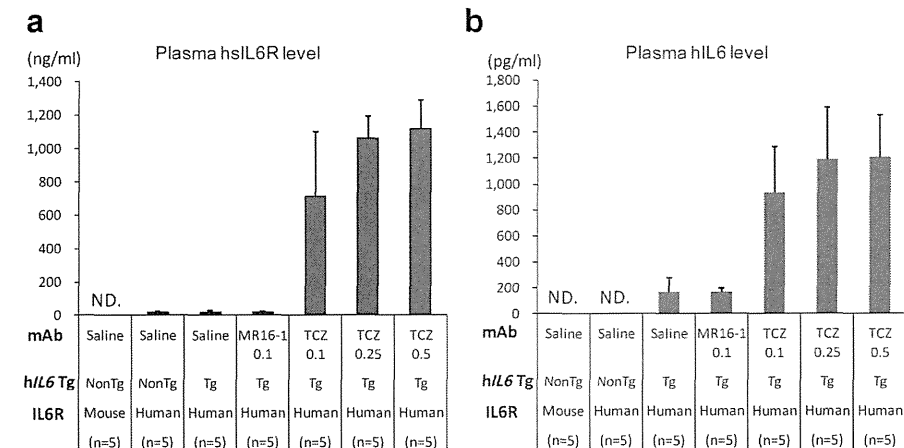 a
(ng/ml)
Plasma hsIL6R level
1,400
1,200
1,000
800
600
400
200
0
ND.
mAb Saline Saline Saline MR16-1 0.1 TCZ 0.1 TCZ 0.25 TCZ 0.5
hIL6 Tg NonTg NonTg Tg Tg Tg Tg Tg
IL6R Mouse Human Human Human Human Human Human
(n=5) (n=5) (n=5) (n=5) (n=5) (n=5) (n=5)
b
(pg/ml)
Plasma hIL6 level
1,800
1,600
1,400
1,200
1,000
800
600
400
200
0
ND. ND.
mAb Saline Saline Saline MR16-1 0.1 TCZ 0.1 TCZ 0.25 TCZ 0.5
hIL6 Tg NonTg NonTg Tg Tg Tg Tg Tg
IL6R Mouse Human Human Human Human Human Human
(n=5) (n=5) (n=5) (n=5) (n=5) (n=5) (n=5)